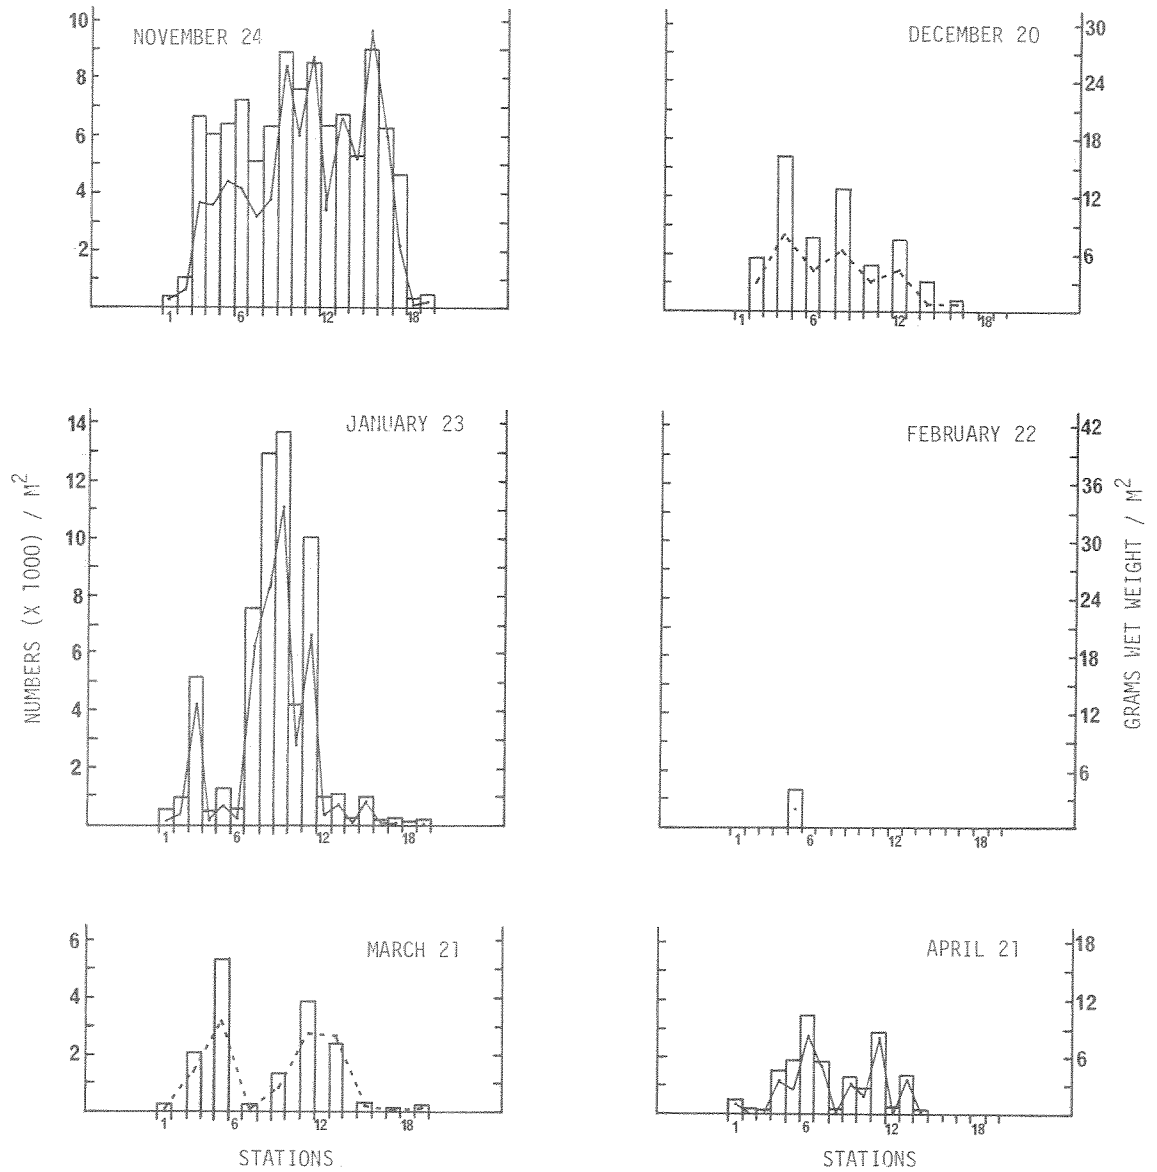 NOVEMBER 24
10
8
6
4
2
1 6 12 18
DECEMBER 20
30
24
18
12
6
1 6 12 18
JANUARY 23
14
12
10
8
6
4
2
1 6 12 18
NUMBERS (X 1000) / M2
FEBRUARY 22
42
36
30
24
18
12
6
1 6 12 18
GRAMS WET WEIGHT / M2
MARCH 21
6
4
2
1 6 12 18
STATIONS
APRIL 21
18
12
6
1 6 12 18
STATIONS